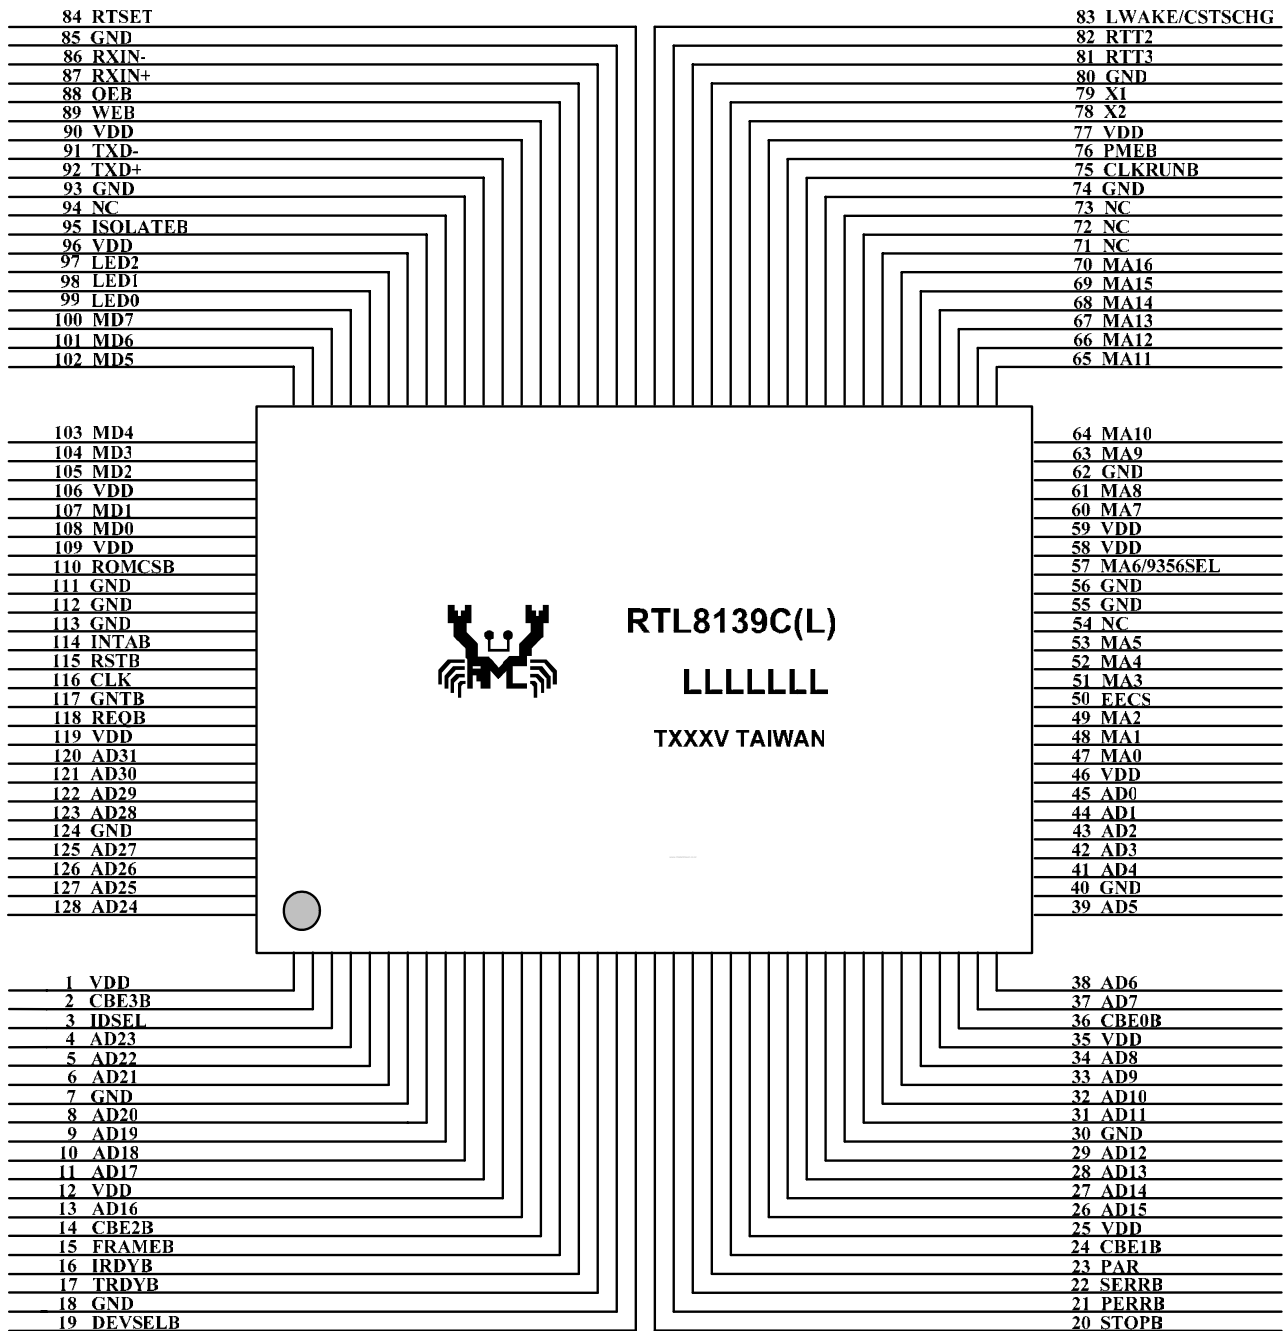 84 RTSET
85 GND
86 RXIN-
87 RXIN+
88 OEB
89 WEB
90 VDD
91 TXD-
92 TXD+
93 GND
94 NC
95 ISOLATEB
96 VDD
97 LED2
98 LED1
99 LED0
100 MD7
101 MD6
102 MD5
83 LWAKE/CSTSCHG
82 RTT2
81 RTT3
80 GND
79 X1
78 X2
77 VDD
76 PMEB
75 CLKRUNB
74 GND
73 NC
72 NC
71 NC
70 MA16
69 MA15
68 MA14
67 MA13
66 MA12
65 MA11
103 MD4
104 MD3
105 MD2
106 VDD
107 MD1
108 MD0
109 VDD
110 ROMCSB
111 GND
112 GND
113 GND
114 INTAB
115 RSTB
116 CLK
117 GNTB
118 REQB
119 VDD
120 AD31
121 AD30
122 AD29
123 AD28
124 GND
125 AD27
126 AD26
127 AD25
128 AD24
RTL8139C(L)
LLLLLLL
TXXXV TAIWAN
64 MA10
63 MA9
62 GND
61 MA8
60 MA7
59 VDD
58 VDD
57 MA6/9356SEL
56 GND
55 GND
54 NC
53 MA5
52 MA4
51 MA3
50 EECS
49 MA2
48 MA1
47 MA0
46 VDD
45 AD0
44 AD1
43 AD2
42 AD3
41 AD4
40 GND
39 AD5
1 VDD
2 CBE3B
3 IDSEL
4 AD23
5 AD22
6 AD21
7 GND
8 AD20
9 AD19
10 AD18
11 AD17
12 VDD
13 AD16
14 CBE2B
15 FRAMEB
16 IRDYB
17 TRDYB
18 GND
19 DEVSELB
38 AD6
37 AD7
36 CBE0B
35 VDD
34 AD8
33 AD9
32 AD10
31 AD11
30 GND
29 AD12
28 AD13
27 AD14
26 AD15
25 VDD
24 CBE1B
23 PAR
22 SERRB
21 PERRB
20 STOPB